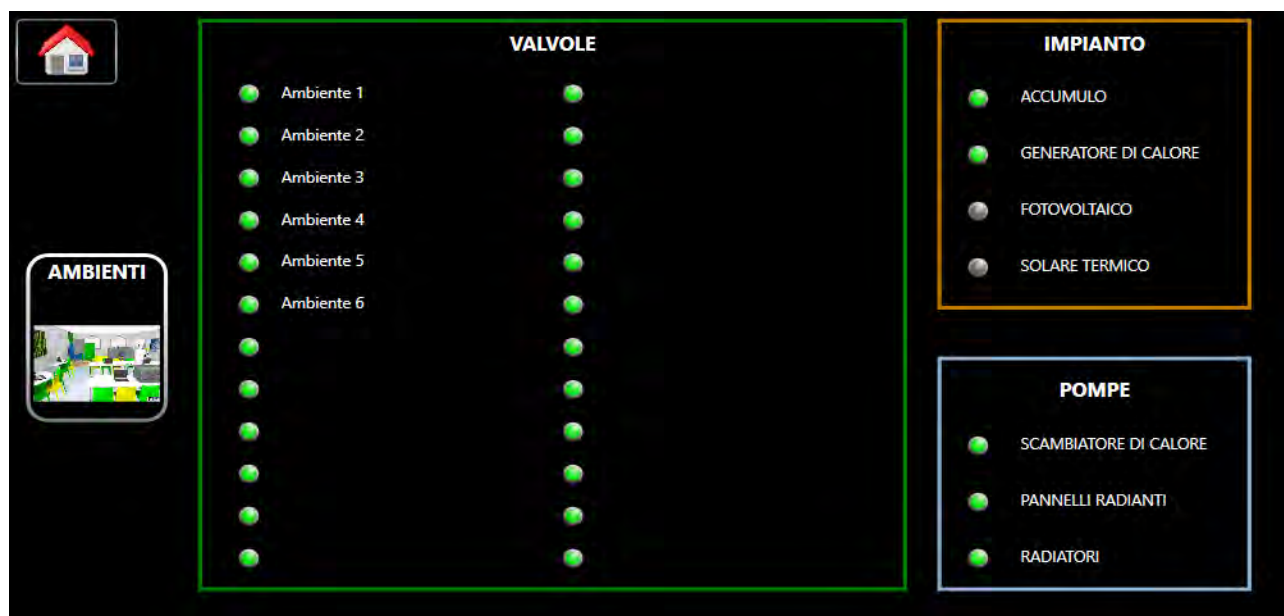 VALVOLE
Ambiente 1
Ambiente 2
Ambiente 3
Ambiente 4
Ambiente 5
Ambiente 6
AMBIENTI
IMPIANTO
ACCUMULO
GENERATORE DI CALORE
FOTOVOLTAICO
SOLARE TERMICO
POMPE
SCAMBIATORE DI CALORE
PANNELLI RADIANTI
RADIATORI